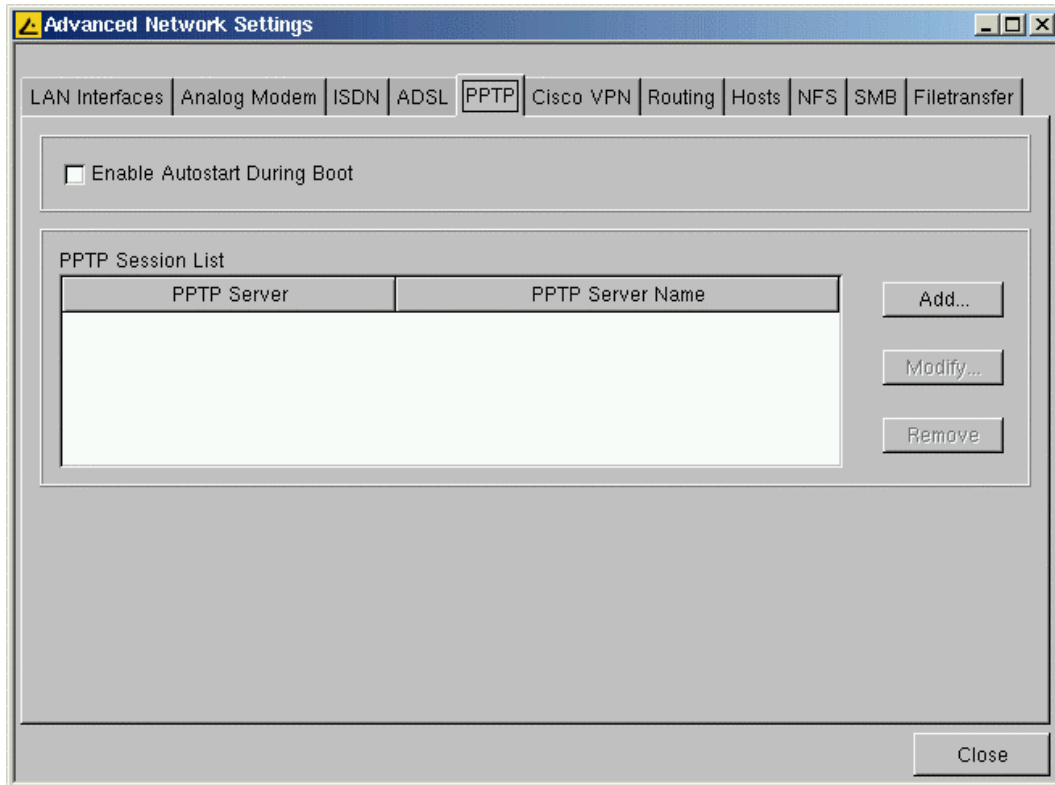 Advanced Network Settings
LAN Interfaces Analog Modem ISDN ADSL PPTP Cisco VPN Routing Hosts NFS SMB Filetransfer
Enable Autostart During Boot
PPTP Session List
PPTP Server PPTP Server Name
Add...
Modify...
Remove
Close